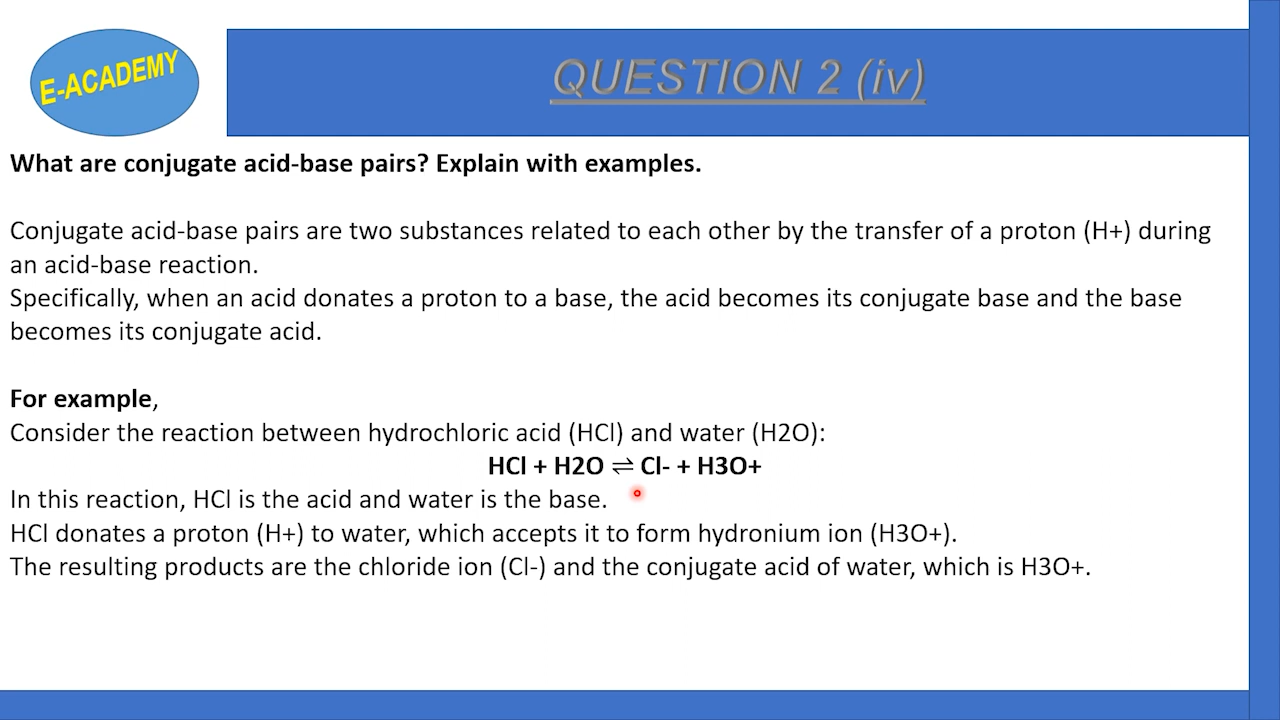 E-ACADEMY
QUESTION 2 (iv)
What are conjugate acid-base pairs? Explain with examples.
Conjugate acid-base pairs are two substances related to each other by the transfer of a proton (H+) during
an acid-base reaction.
Specifically, when an acid donates a proton to a base, the acid becomes its conjugate base and the base
becomes its conjugate acid.
For example,
Consider the reaction between hydrochloric acid (HCl) and water (H2O):
HCl + H2O ⇌ Cl- + H3O+
In this reaction, HCl is the acid and water is the base.
HCl donates a proton (H+) to water, which accepts it to form hydronium ion (H3O+).
The resulting products are the chloride ion (Cl-) and the conjugate acid of water, which is H3O+.